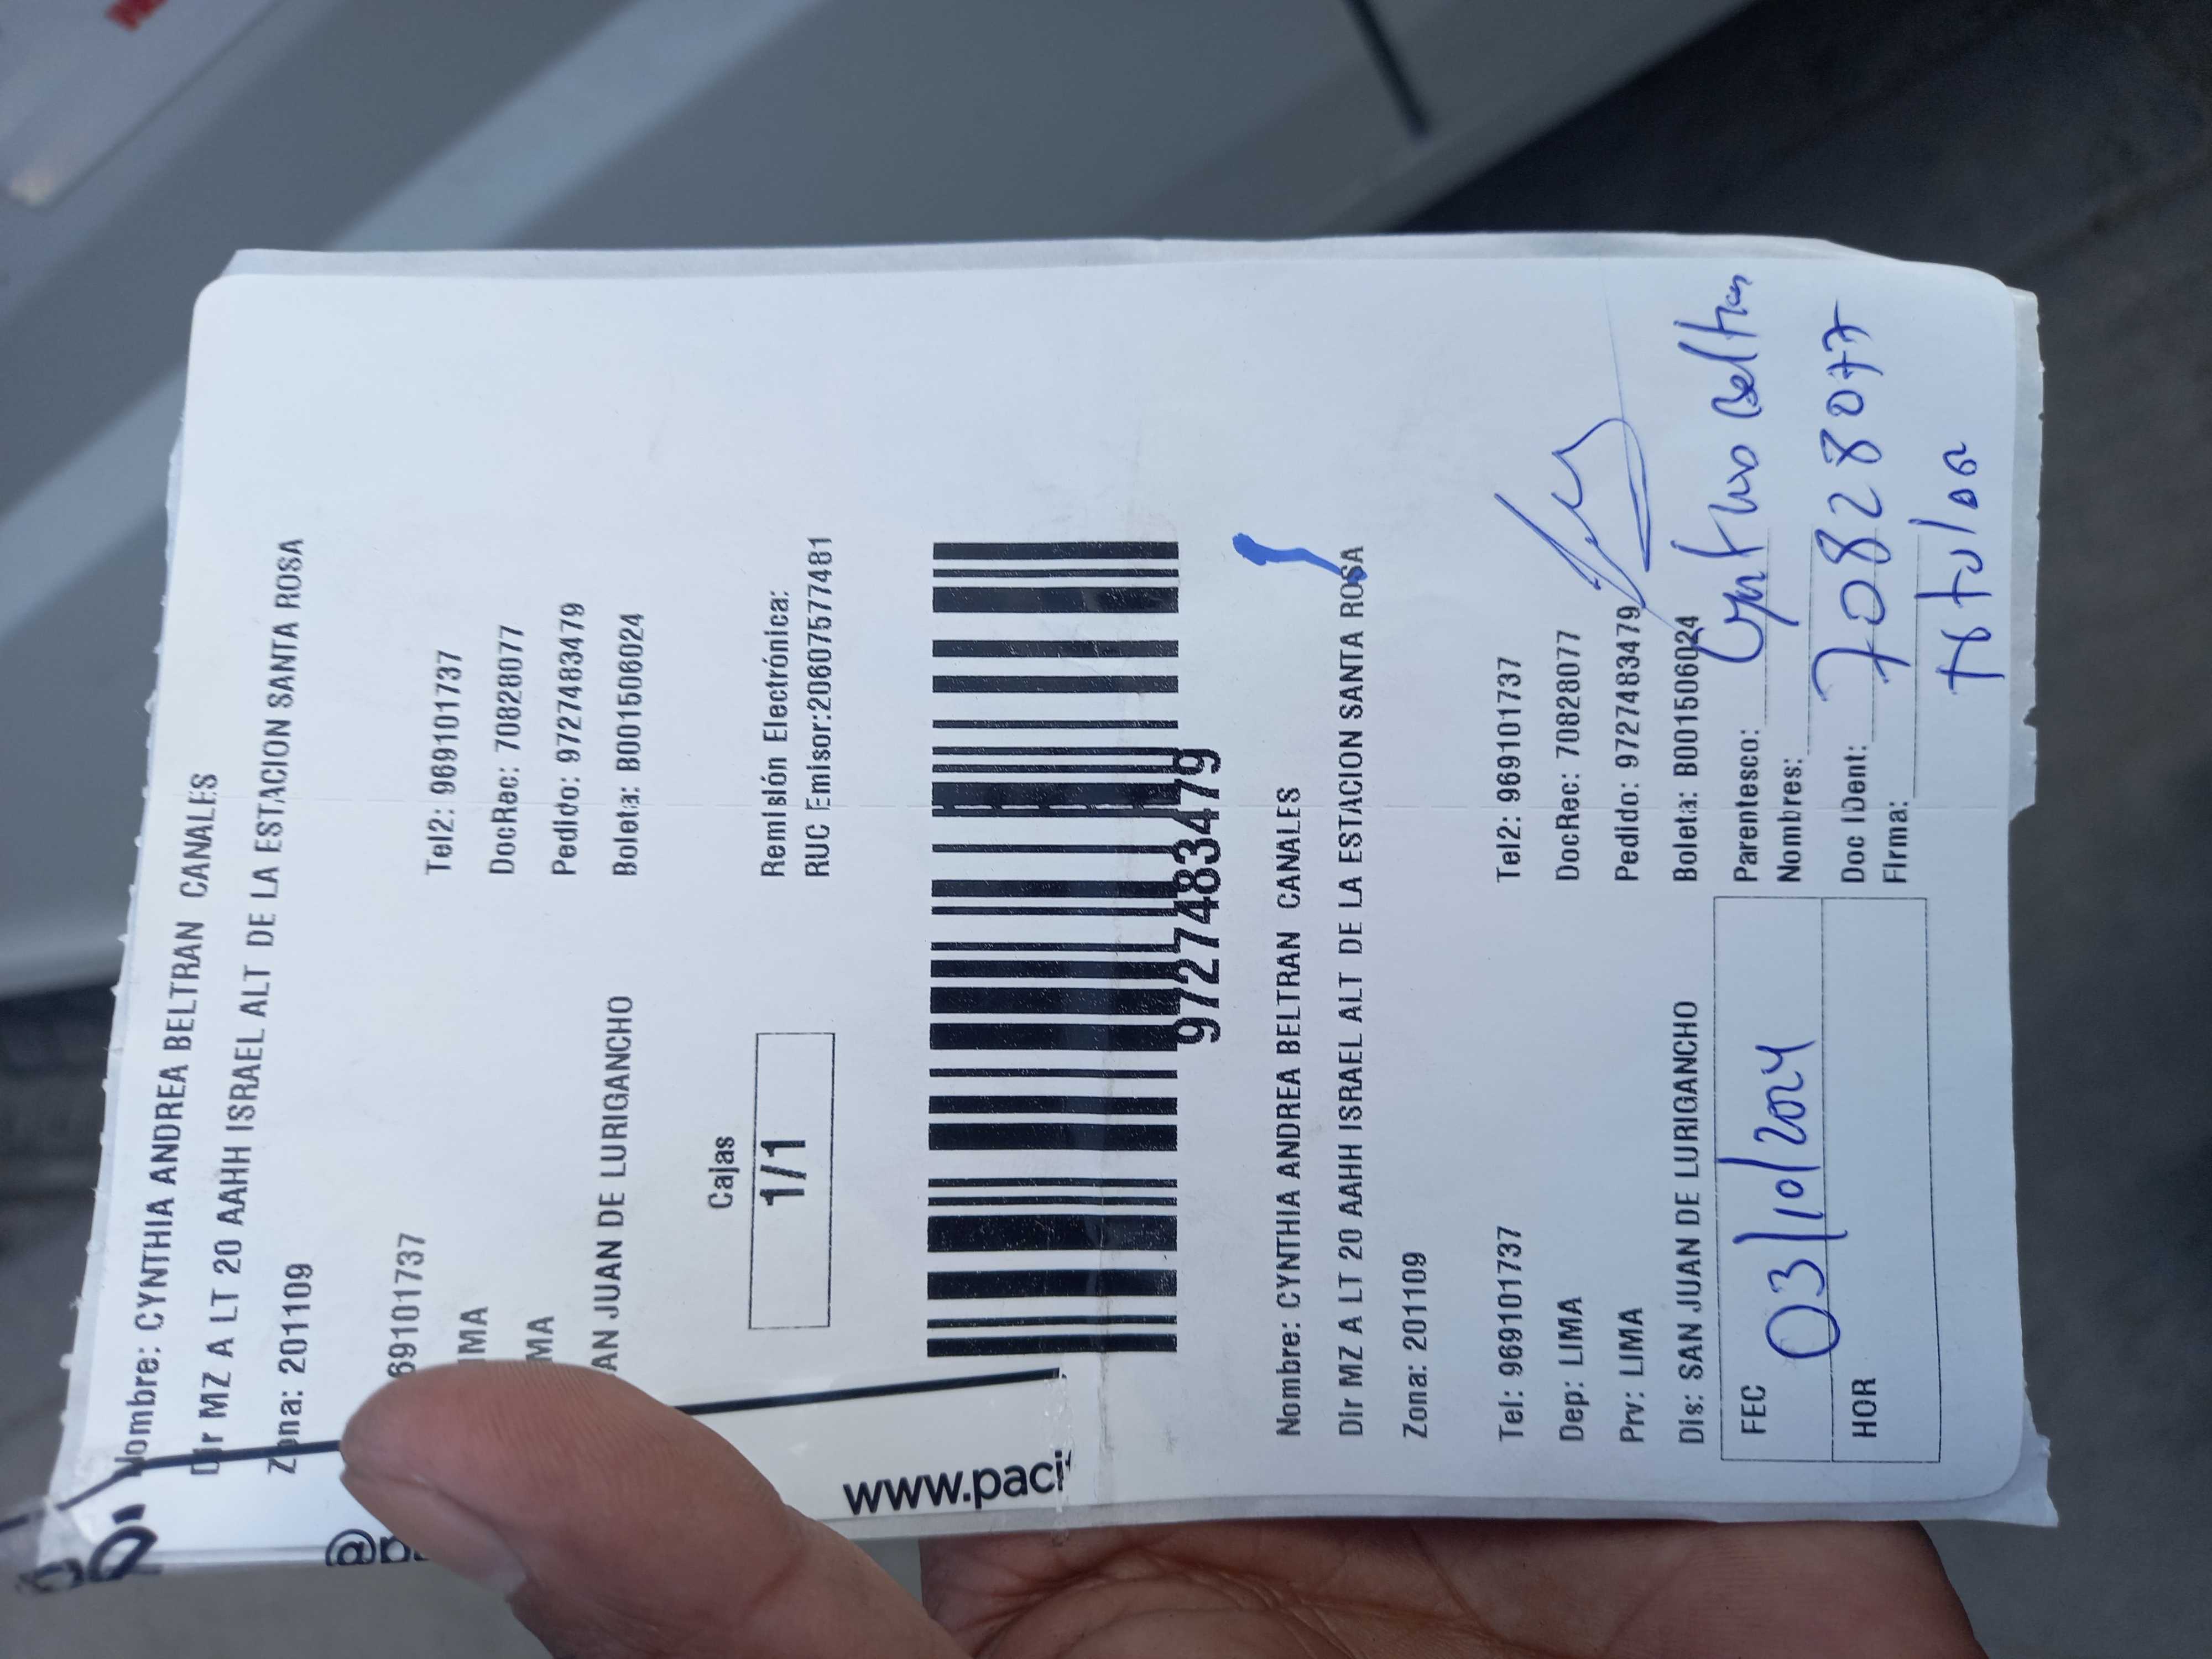 Nombre: CYNTHIA ANDREA BELTRAN CANALES
Dir MZ A LT 20 AAHH ISRAEL ALT DE LA ESTACION SANTA ROSA
Zona: 201109
69101737
Tel2: 969101737
IMA
DocRec: 70828077
MA
Pedido: 9727483479
AN JUAN DE LURIGANCHO
Boleta: B001506024
Cajas
1/1
Remisión Electrónica:
RUC Emisor:20607577481
9727483479
www.paci
Nombre: CYNTHIA ANDREA BELTRAN CANALES
Dir MZ A LT 20 AAHH ISRAEL ALT DE LA ESTACION SANTA ROSA
Zona: 201109
Tel: 969101737
Tel2: 969101737
Dep: LIMA
DocRec: 70828077
Prv: LIMA
Pedido: 9727483479
Dis: SAN JUAN DE LURIGANCHO
Boleta: B001506024
FEC 03/10/2024
HOR
Parentesco:
Nombres:
Doc iDent: 70828077
Firma: titular